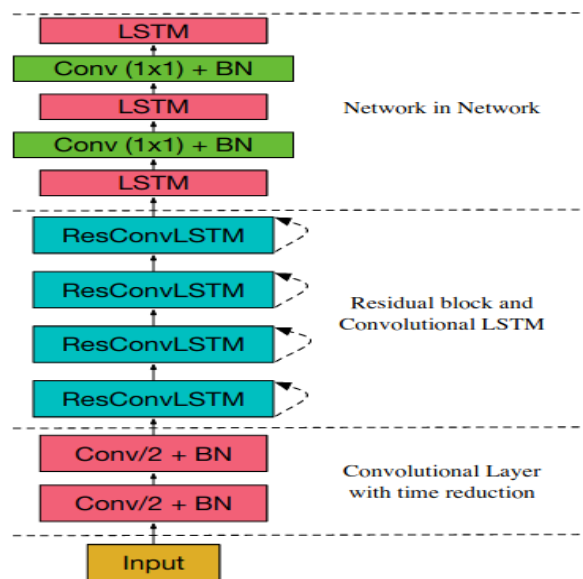 LSTM
Conv (1x1) + BN
LSTM
Network in Network
Conv (1x1) + BN
LSTM
ResConvLSTM
ResConvLSTM
Residual block and
Convolutional LSTM
ResConvLSTM
ResConvLSTM
Conv/2 + BN
Convolutional Layer
with time reduction
Conv/2 + BN
Input